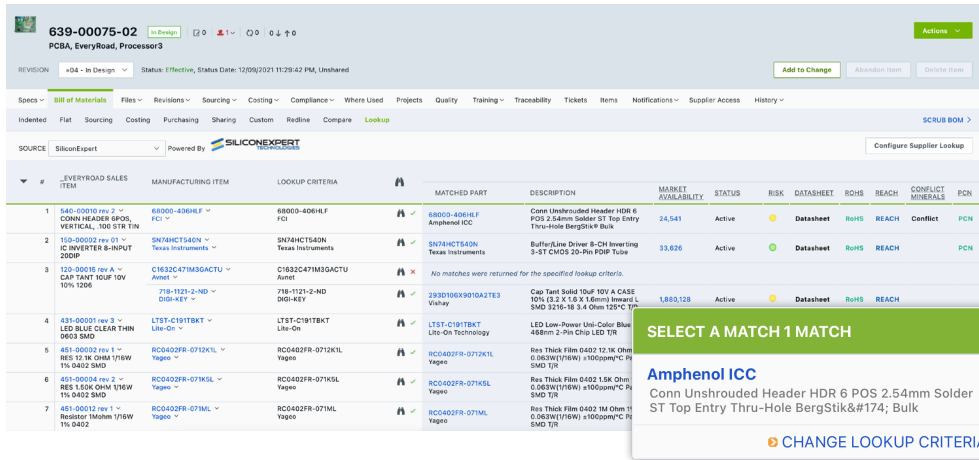 639-00075-02 In Design 0 1 0 0 0
Actions
PCBA, EveryRoad, Processor3
REVISION »04 - In Design Status: Effective, Status Date: 12/09/2021 11:29:42 PM, Unshared
Add to Change Abandon Item Delete Item
Specs Bill of Materials Files Revisions Sourcing Costing Compliance Where Used Projects Quality Training Traceability Tickets Items Notifications Supplier Access History
Indented Flat Sourcing Costing Purchasing Sharing Custom Redline Compare Lookup SCRUB BOM >
SOURCE SiliconExpert Powered By SILICONEXPERT TECHNOLOGIES Configure Supplier Lookup
# _EVERYROAD SALES ITEM MANUFACTURING ITEM LOOKUP CRITERIA MATCHED PART DESCRIPTION MARKET AVAILABILITY STATUS RISK DATASHEET ROHS REACH CONFLICT MINERALS PCN
1 540-00010 rev 2 68000-406HLF 68000-406HLF 68000-406HLF Conn Unshrouded Header HDR 6 24,541 Active Datasheet RoHS REACH Conflict PCN
CONN HEADER 6POS, FCI FCI Amphenol ICC POS 2.54mm Solder ST Top Entry
VERTICAL, .100 STR TIN Thru-Hole BergStik® Bulk
2 150-00002 rev 01 SN74HCT540N SN74HCT540N SN74HCT540N Buffer/Line Driver 8-CH Inverting 33,626 Active Datasheet RoHS REACH PCN
IC INVERTER 8-INPUT Texas Instruments Texas Instruments Texas Instruments 3-ST CMOS 20-Pin PDIP Tube
20DIP
3 120-00015 rev A C1632C471M3GACTU C1632C471M3GACTU No matches were returned for the specified lookup criteria.
CAP TANT 10UF 10V Avnet Avnet
10% 1206
718-1121-2-ND 718-1121-2-ND 293D106X9010A2TE3 Cap Tant Solid 10uF 10V A CASE 1,880,128 Active Datasheet RoHS REACH
DIGI-KEY DIGI-KEY Vishay 10% (3.2 X 1.6 X 1.6mm) Inward L
SMD 3216-18 3.4 Ohm 125°C T/R
4 431-00001 rev 3 LTST-C191TBKT LTST-C191TBKT LTST-C191TBKT LED Low-Power Uni-Color Blue
LED BLUE CLEAR THIN Lite-On Lite-On Lite-On Technology 468nm 2-Pin Chip LED T/R
0603 SMD
5 451-00002 rev 1 RC0402FR-0712K1L RC0402FR-0712K1L RC0402FR-0712K1L Res Thick Film 0402 12.1K Ohm
RES 12.1K OHM 1/16W Yageo Yageo Yageo 0.063W(1/16W) ±100ppm/°C
1% 0402 SMD SMD T/R
6 451-00004 rev 2 RC0402FR-071K5L RC0402FR-071K5L RC0402FR-071K5L Res Thick Film 0402 1.5K Ohm
RES 1.50K OHM 1/16W Yageo Yageo Yageo 0.063W(1/16W) ±100ppm/°C
1% 0402 SMD SMD T/R
7 451-00012 rev 1 RC0402FR-071ML RC0402FR-071ML RC0402FR-071ML Res Thick Film 0402 1M Ohm
Resistor 1Mohm 1/16W Yageo Yageo Yageo 0.063W(1/16W) ±100ppm/°C
1% 0402 SMD T/R
SELECT A MATCH 1 MATCH
Amphenol ICC
Conn Unshrouded Header HDR 6 POS 2.54mm Solder
ST Top Entry Thru-Hole BergStik&#174; Bulk
CHANGE LOOKUP CRITERIA